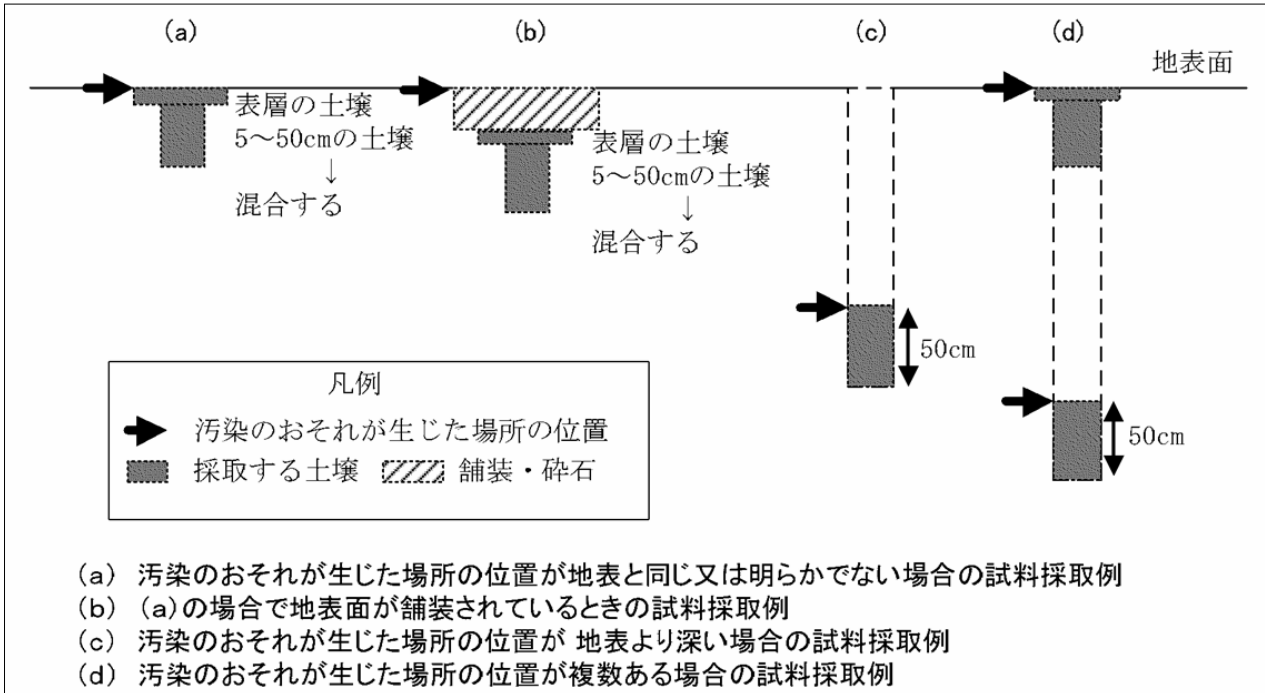 (a)
(b)
(c)
(d)
地表面
表層の土壌
5～50cmの土壌
↓
混合する
表層の土壌
5～50cmの土壌
↓
混合する
50cm
50cm
凡例
汚染のおそれが生じた場所の位置
採取する土壌
舗装・砕石
(a) 汚染のおそれが生じた場所の位置が地表と同じ又は明らかでない場合の試料採取例
(b) (a)の場合で地表面が舗装されているときの試料採取例
(c) 汚染のおそれが生じた場所の位置が 地表より深い場合の試料採取例
(d) 汚染のおそれが生じた場所の位置が複数ある場合の試料採取例